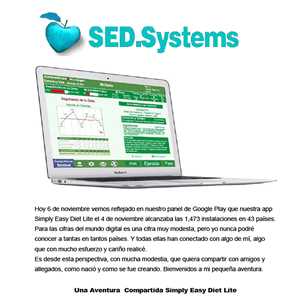 SED.Systems
Hoy 6 de noviembre vemos reflejado en nuestro panel de Google Play que nuestra app
Simply Easy Diet Lite el 4 de noviembre alcanzaba las 1,473 instalaciones en 43 países.
Para las cifras del mundo digital es una cifra muy modesta, pero yo nunca podré
conocer a tantas en tantos países. Y todas ellas han conectado con algo de mí, algo
que con mucho esfuerzo y cariño realicé.
Es desde esta perspectiva, con mucha modestia, que quiera compartir con amigos y
allegados, como nació y como se fue creando. Bienvenidos a mi pequeña aventura.
Una Aventura Compartida Simply Easy Diet Lite